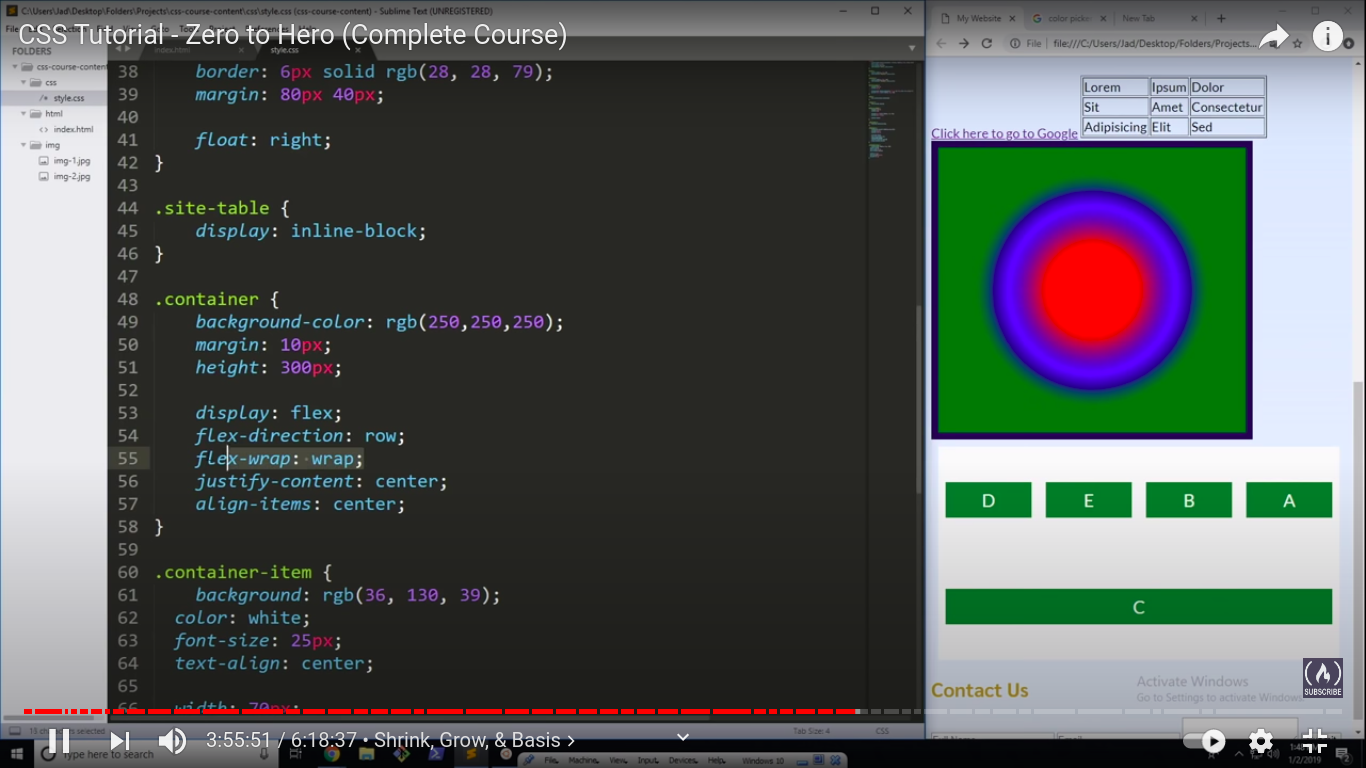 C:\Users\Jad\Desktop\Folders\Projects\css-course-content\css\style.css (css-course-content) - Sublime Text (UNREGISTERED)
CSS Tutorial - Zero to Hero (Complete Course)
FOLDERS
css-course-content
css
style.css
html
index.html
img
img-1.jpg
img-2.jpg
index.html
style.css
38 border: 6px solid rgb(28, 28, 79);
39 margin: 80px 40px;
40
41 float: right;
42 }
43
44 .site-table {
45 display: inline-block;
46 }
47
48 .container {
49 background-color: rgb(250,250,250);
50 margin: 10px;
51 height: 300px;
52
53 display: flex;
54 flex-direction: row;
55 flex-wrap: wrap;
56 justify-content: center;
57 align-items: center;
58 }
59
60 .container-item {
61 background: rgb(36, 130, 39);
62 color: white;
63 font-size: 25px;
64 text-align: center;
65
66 width: 70px;
My Website
color picke
New Tab
File file:///C:/Users/Jad/Desktop/Folders/Projects...
Lorem Ipsum Dolor
Sit Amet Consectetur
Adipisicing Elit Sed
Click here to go to Google
D E B A
C
Contact Us
Activate Windows
Go to Settings to activate Windows.
SUBSCRIBE
Tab Size: 4
CSS
3:55:51 / 6:18:37 • Shrink, Grow, & Basis
Type here to search
File Machine View Input Devices Help
Windows 10
1/2/2019